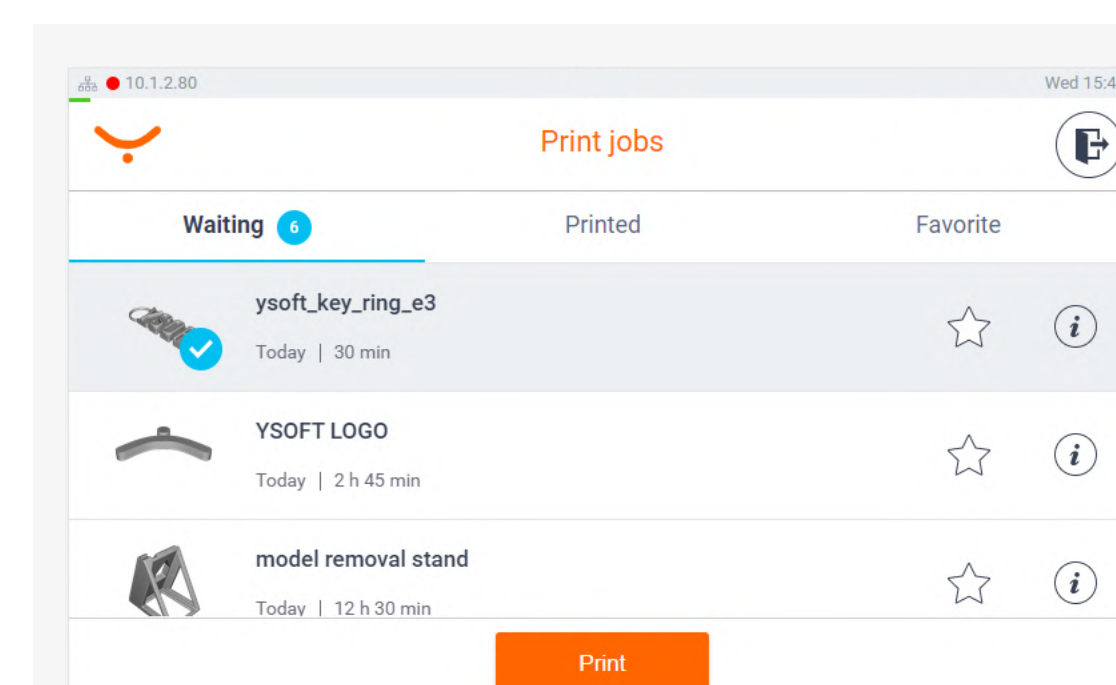 10.1.2.80 Wed 15:4
Print jobs
Waiting 6 Printed Favorite
ysoft_key_ring_e3
Today | 30 min
YSOFT LOGO
Today | 2 h 45 min
model removal stand
Today | 12 h 30 min
Print